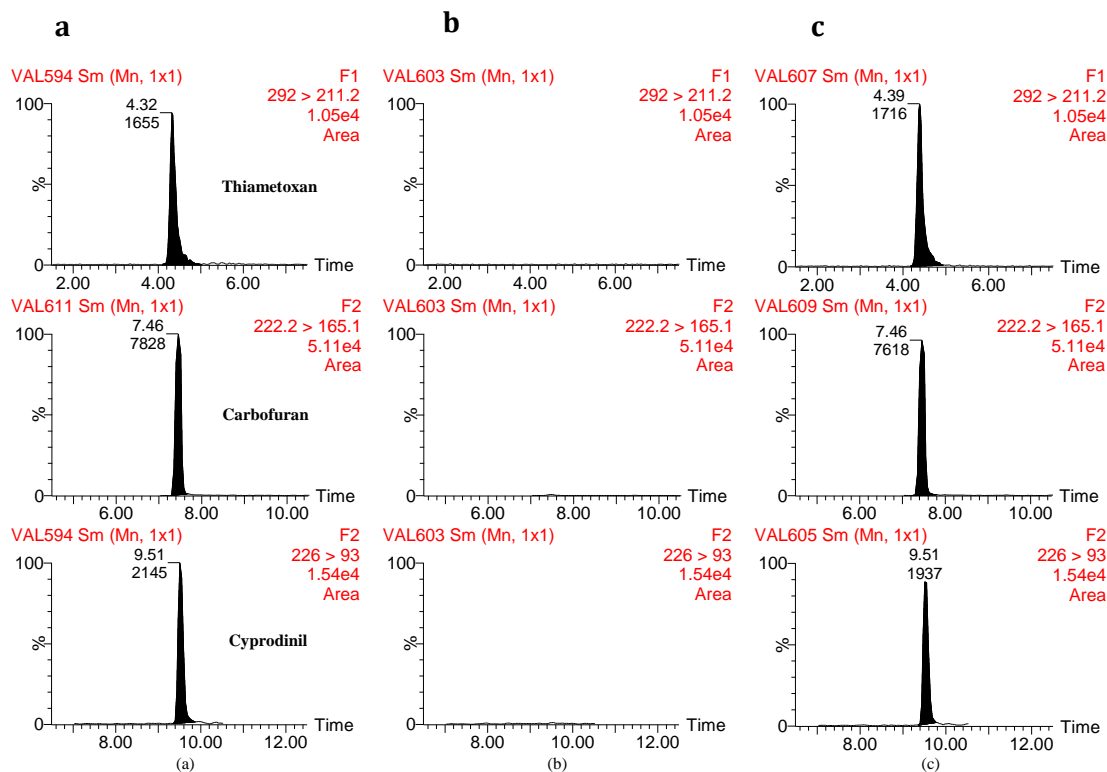 a
b
c
VAL594 Sm (Mn, 1x1)
F1
292 > 211.2
1.05e4
Area
4.32
1655
100
%
0
Thiametoxan
2.00
4.00
6.00
Time
VAL603 Sm (Mn, 1x1)
F1
292 > 211.2
1.05e4
Area
100
%
0
2.00
4.00
6.00
Time
VAL607 Sm (Mn, 1x1)
F1
292 > 211.2
1.05e4
Area
4.39
1716
100
%
0
2.00
4.00
6.00
Time
VAL611 Sm (Mn, 1x1)
F2
222.2 > 165.1
5.11e4
Area
7.46
7828
100
%
0
Carbofuran
8.00
10.00
Time
VAL603 Sm (Mn, 1x1)
F2
222.2 > 165.1
5.11e4
Area
100
%
0
8.00
10.00
Time
VAL609 Sm (Mn, 1x1)
F2
222.2 > 165.1
5.11e4
Area
7.46
7618
100
%
0
8.00
10.00
Time
VAL594 Sm (Mn, 1x1)
F2
226 > 93
1.54e4
Area
9.51
2145
100
%
0
Cyprodinil
8.00
10.00
12.00
Time
(a)
VAL603 Sm (Mn, 1x1)
F2
226 > 93
1.54e4
Area
100
%
0
8.00
10.00
12.00
Time
(b)
VAL605 Sm (Mn, 1x1)
F2
226 > 93
1.54e4
Area
9.51
1937
100
%
0
8.00
10.00
12.00
Time
(c)